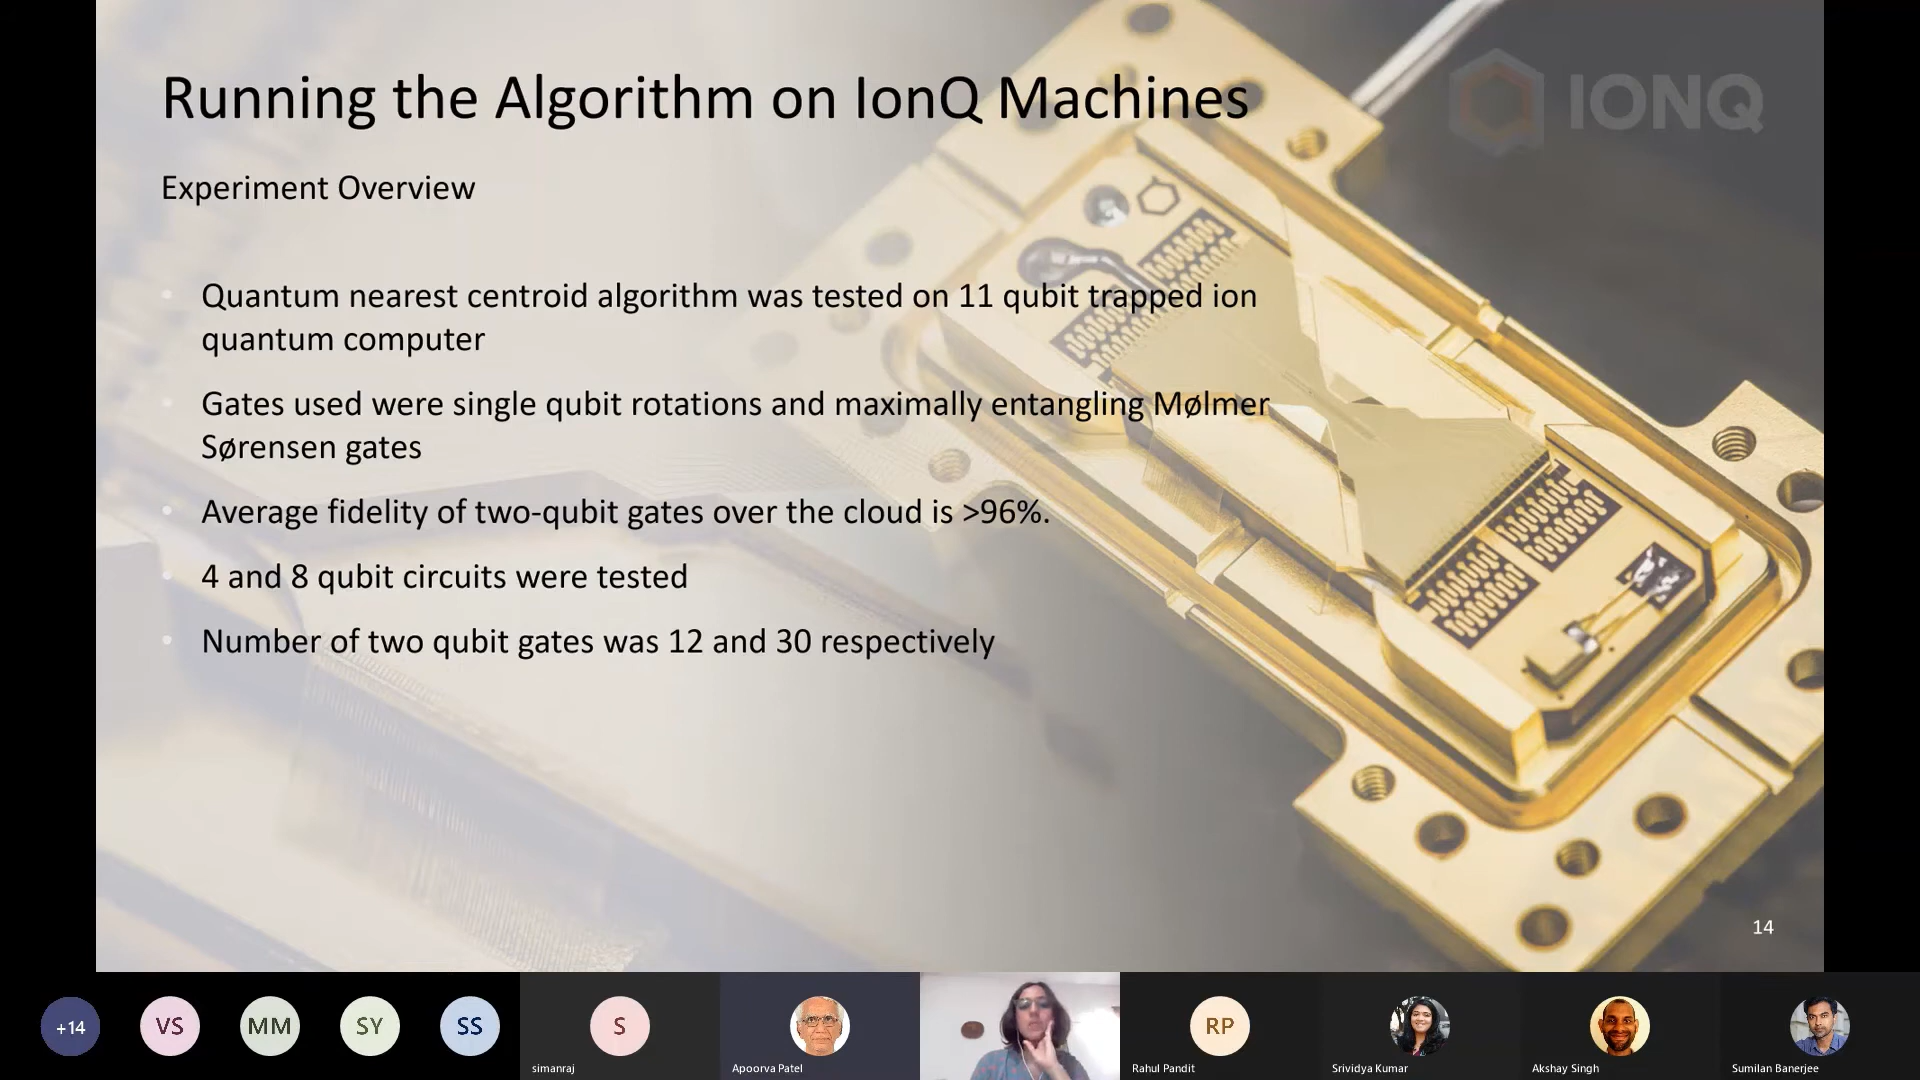 Running the Algorithm on IonQ Machines
IONQ
Experiment Overview
Quantum nearest centroid algorithm was tested on 11 qubit trapped ion
quantum computer
Gates used were single qubit rotations and maximally entangling Mølmer
Sørensen gates
Average fidelity of two-qubit gates over the cloud is >96%.
4 and 8 qubit circuits were tested
Number of two qubit gates was 12 and 30 respectively
14
+14
VS
MM
SY
SS
S
simanraj
Apoorva Patel
RP
Rahul Pandit
Srividya Kumar
Akshay Singh
Sumilan Banerjee